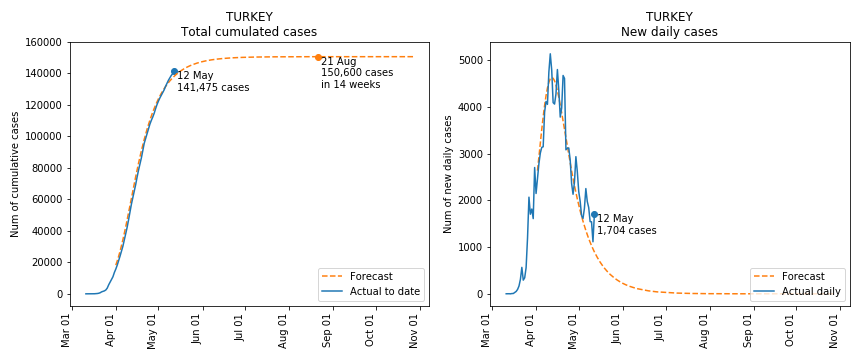 TURKEY
Total cumulated cases
Num of cumulative cases
160000
140000
120000
100000
80000
60000
40000
20000
0
12 May
141,475 cases
21 Aug
150,600 cases
in 14 weeks
Forecast
Actual to date
Mar 01
Apr 01
May 01
Jun 01
Jul 01
Aug 01
Sep 01
Oct 01
Nov 01
TURKEY
New daily cases
Num of new daily cases
5000
4000
3000
2000
1000
0
12 May
1,704 cases
Forecast
Actual daily
Mar 01
Apr 01
May 01
Jun 01
Jul 01
Aug 01
Sep 01
Oct 01
Nov 01